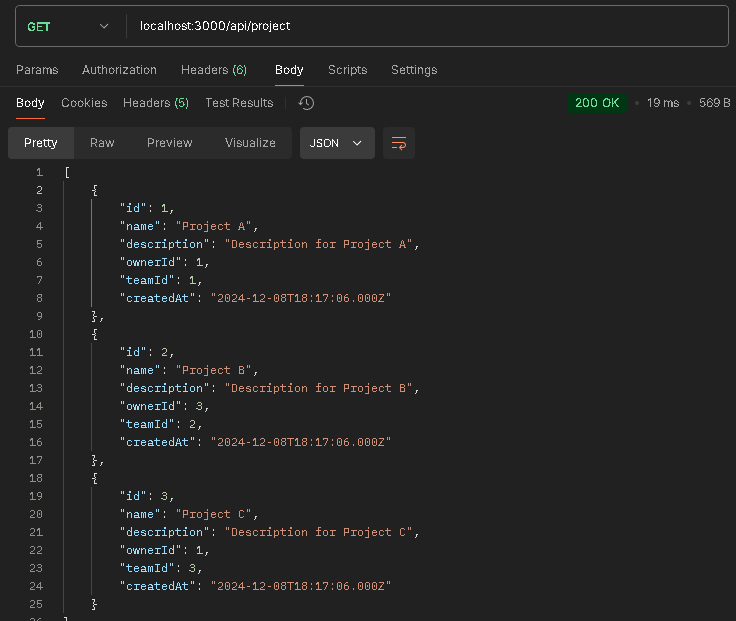 GET localhost:3000/api/project
Params Authorization Headers (6) Body Scripts Settings
Body Cookies Headers (5) Test Results 200 OK • 19 ms • 569 B
Pretty Raw Preview Visualize JSON
1 [
2 {
3 "id": 1,
4 "name": "Project A",
5 "description": "Description for Project A",
6 "ownerId": 1,
7 "teamId": 1,
8 "createdAt": "2024-12-08T18:17:06.000Z"
9 },
10 {
11 "id": 2,
12 "name": "Project B",
13 "description": "Description for Project B",
14 "ownerId": 3,
15 "teamId": 2,
16 "createdAt": "2024-12-08T18:17:06.000Z"
17 },
18 {
19 "id": 3,
20 "name": "Project C",
21 "description": "Description for Project C",
22 "ownerId": 1,
23 "teamId": 3,
24 "createdAt": "2024-12-08T18:17:06.000Z"
25 }